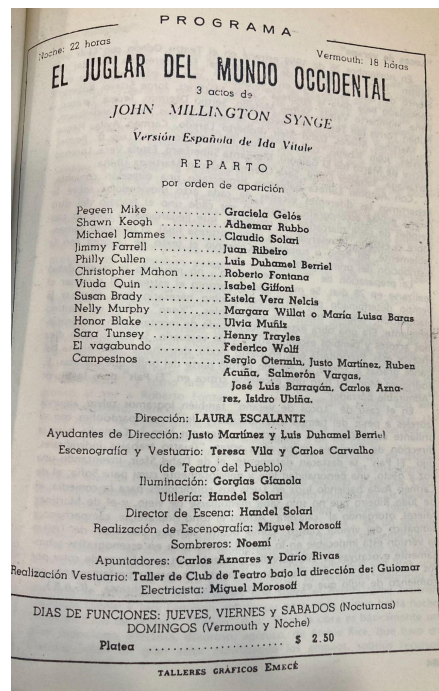 PROGRAMA
Noche: 22 horas
Vermouth: 18 horas
EL JUGLAR DEL MUNDO OCCIDENTAL
3 actos de
JOHN MILLINGTON SYNGE
Versión Española de Ida Vitale
REPARTO
por orden de aparición
Pegeen Mike ............ Graciela Gelós
Shawn Keogh ............ Adhemar Rubbo
Michael Jammes ......... Claudio Solari
Jimmy Farrell .......... Juan Ribeiro
Philly Cullen .......... Luis Duhamel Berriel
Christopher Mahon ...... Roberto Fontana
Viuda Quin ............. Isabel Giffoni
Susan Brady ............ Estela Vera Nelcis
Nelly Murphy ........... Margara Willat o María Luisa Baras
Honor Blake ............ Ulvia Muñiz
Sara Tunsey ............ Henny Trayles
El vagabundo ........... Federico Wolff
Campesinos ............. Sergio Otermin, Justo Martínez, Ruben
Acuña, Salmerón Vargas,
José Luis Barragán, Carlos Azna-
rez, Isidro Ubiña.
Dirección: LAURA ESCALANTE
Ayudantes de Dirección: Justo Martínez y Luis Duhamel Berriel
Escenografía y Vestuario: Teresa Vila y Carlos Carvalho
(de Teatro del Pueblo)
Iluminación: Gorgias Gianola
Utilería: Handel Solari
Director de Escena: Handel Solari
Realización de Escenografía: Miguel Morosoff
Sombreros: Noemí
Apuntadores: Carlos Aznares y Darío Rivas
Realización Vestuario: Taller de Club de Teatro bajo la dirección de: Guiomar
Electricista: Miguel Morosoff
DIAS DE FUNCIONES: JUEVES, VIERNES y SABADOS (Nocturnas)
DOMINGOS (Vermouth y Noche)
Platea ...................... $ 2.50
TALLERES GRÁFICOS EMECÉ